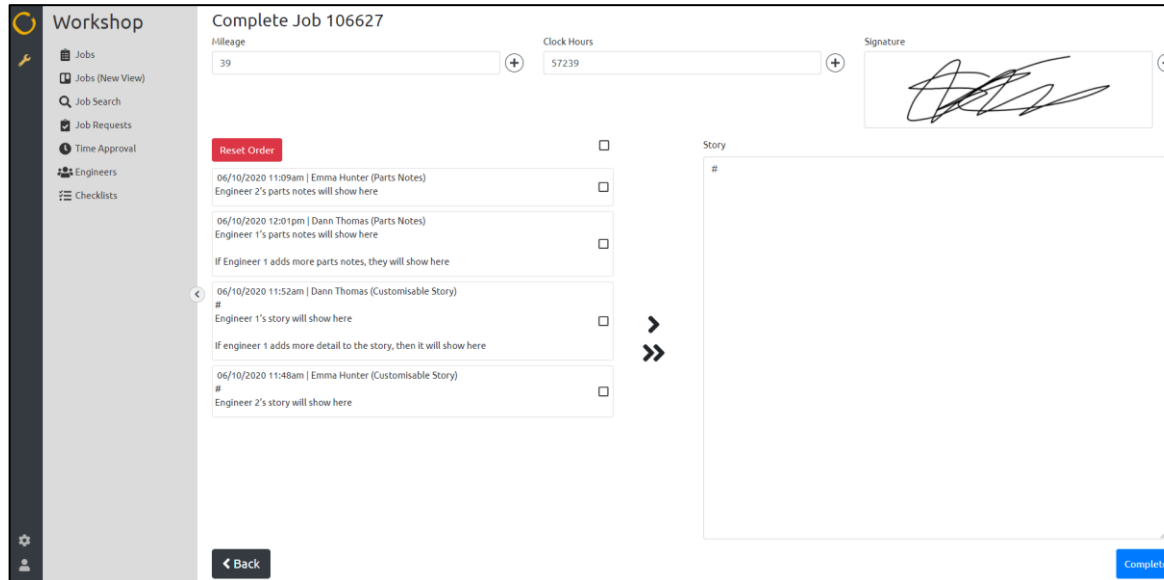 Workshop
Jobs
Jobs (New View)
Job Search
Job Requests
Time Approval
Engineers
Checklists
Complete Job 106627
Mileage
39
Clock Hours
57239
Signature
Reset Order
06/10/2020 11:09am | Emma Hunter (Parts Notes)
Engineer 2's parts notes will show here
06/10/2020 12:01pm | Dann Thomas (Parts Notes)
Engineer 1's parts notes will show here
If Engineer 1 adds more parts notes, they will show here
06/10/2020 11:52am | Dann Thomas (Customisable Story)
#
Engineer 1's story will show here
If engineer 1 adds more detail to the story, then it will show here
06/10/2020 11:48am | Emma Hunter (Customisable Story)
#
Engineer 2's story will show here
Story
#
Back
Complete